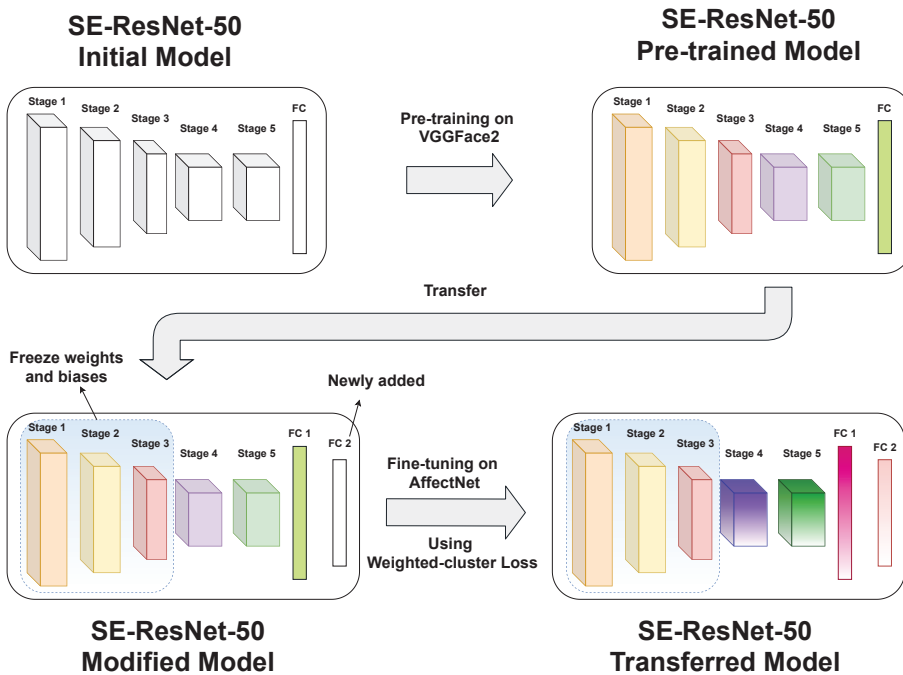 SE-ResNet-50
Initial Model
SE-ResNet-50
Pre-trained Model
Stage 1
Stage 2
Stage 3
Stage 4
Stage 5
FC
Pre-training on
VGGFace2
Stage 1
Stage 2
Stage 3
Stage 4
Stage 5
FC
Transfer
Freeze weights
and biases
Newly added
Stage 1
Stage 2
Stage 3
Stage 4
Stage 5
FC 1
FC 2
Fine-tuning on
AffectNet
Using
Weighted-cluster Loss
Stage 1
Stage 2
Stage 3
Stage 4
Stage 5
FC 1
FC 2
SE-ResNet-50
Modified Model
SE-ResNet-50
Transferred Model